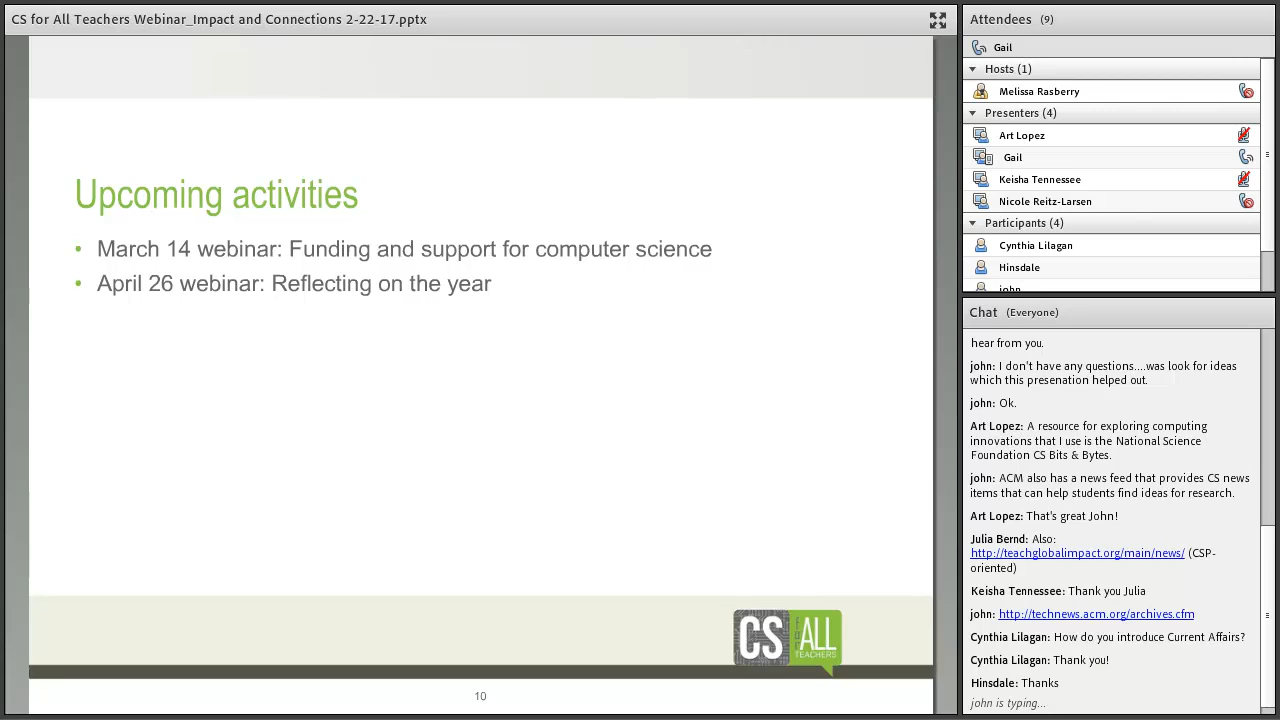 CS for All Teachers Webinar_Impact and Connections 2-22-17.pptx
Upcoming activities
• March 14 webinar: Funding and support for computer science
• April 26 webinar: Reflecting on the year
CS for ALL
TEACHERS
10
Attendees (9)
Gail
Hosts (1)
Melissa Rasberry
Presenters (4)
Art Lopez
Gail
Keisha Tennessee
Nicole Reitz-Larsen
Participants (4)
Cynthia Lilagan
Hinsdale
john
Chat (Everyone)
hear from you.
john: I don't have any questions....was look for ideas
which this presenation helped out.
john: Ok.
Art Lopez: A resource for exploring computing
innovations that I use is the National Science
Foundation CS Bits & Bytes.
john: ACM also has a news feed that provides CS news
items that can help students find ideas for research.
Art Lopez: That's great John!
Julia Bernd: Also:
http://teachglobalimpact.org/main/news/ (CSP-
oriented)
Keisha Tennessee: Thank you Julia
john: http://technews.acm.org/archives.cfm
Cynthia Lilagan: How do you introduce Current Affairs?
Cynthia Lilagan: Thank you!
Hinsdale: Thanks
john is typing...